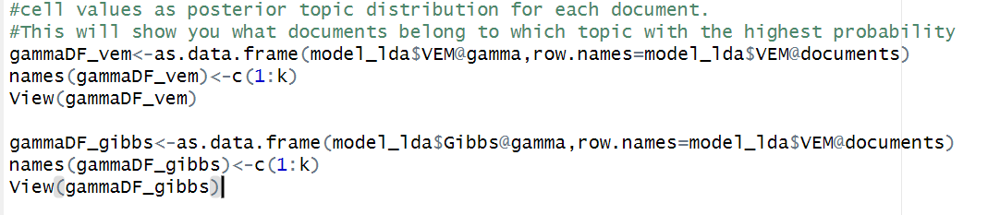 #cell values as posterior topic distribution for each document.
#This will show you what documents belong to which topic with the highest probability
gammaDF_vem<-as.data.frame(model_lda$VEM@gamma,row.names=model_lda$VEM@documents)
names(gammaDF_vem)<-c(1:k)
View(gammaDF_vem)
gammaDF_gibbs<-as.data.frame(model_lda$Gibbs@gamma,row.names=model_lda$VEM@documents)
names(gammaDF_gibbs)<-c(1:k)
View(gammaDF_gibbs)